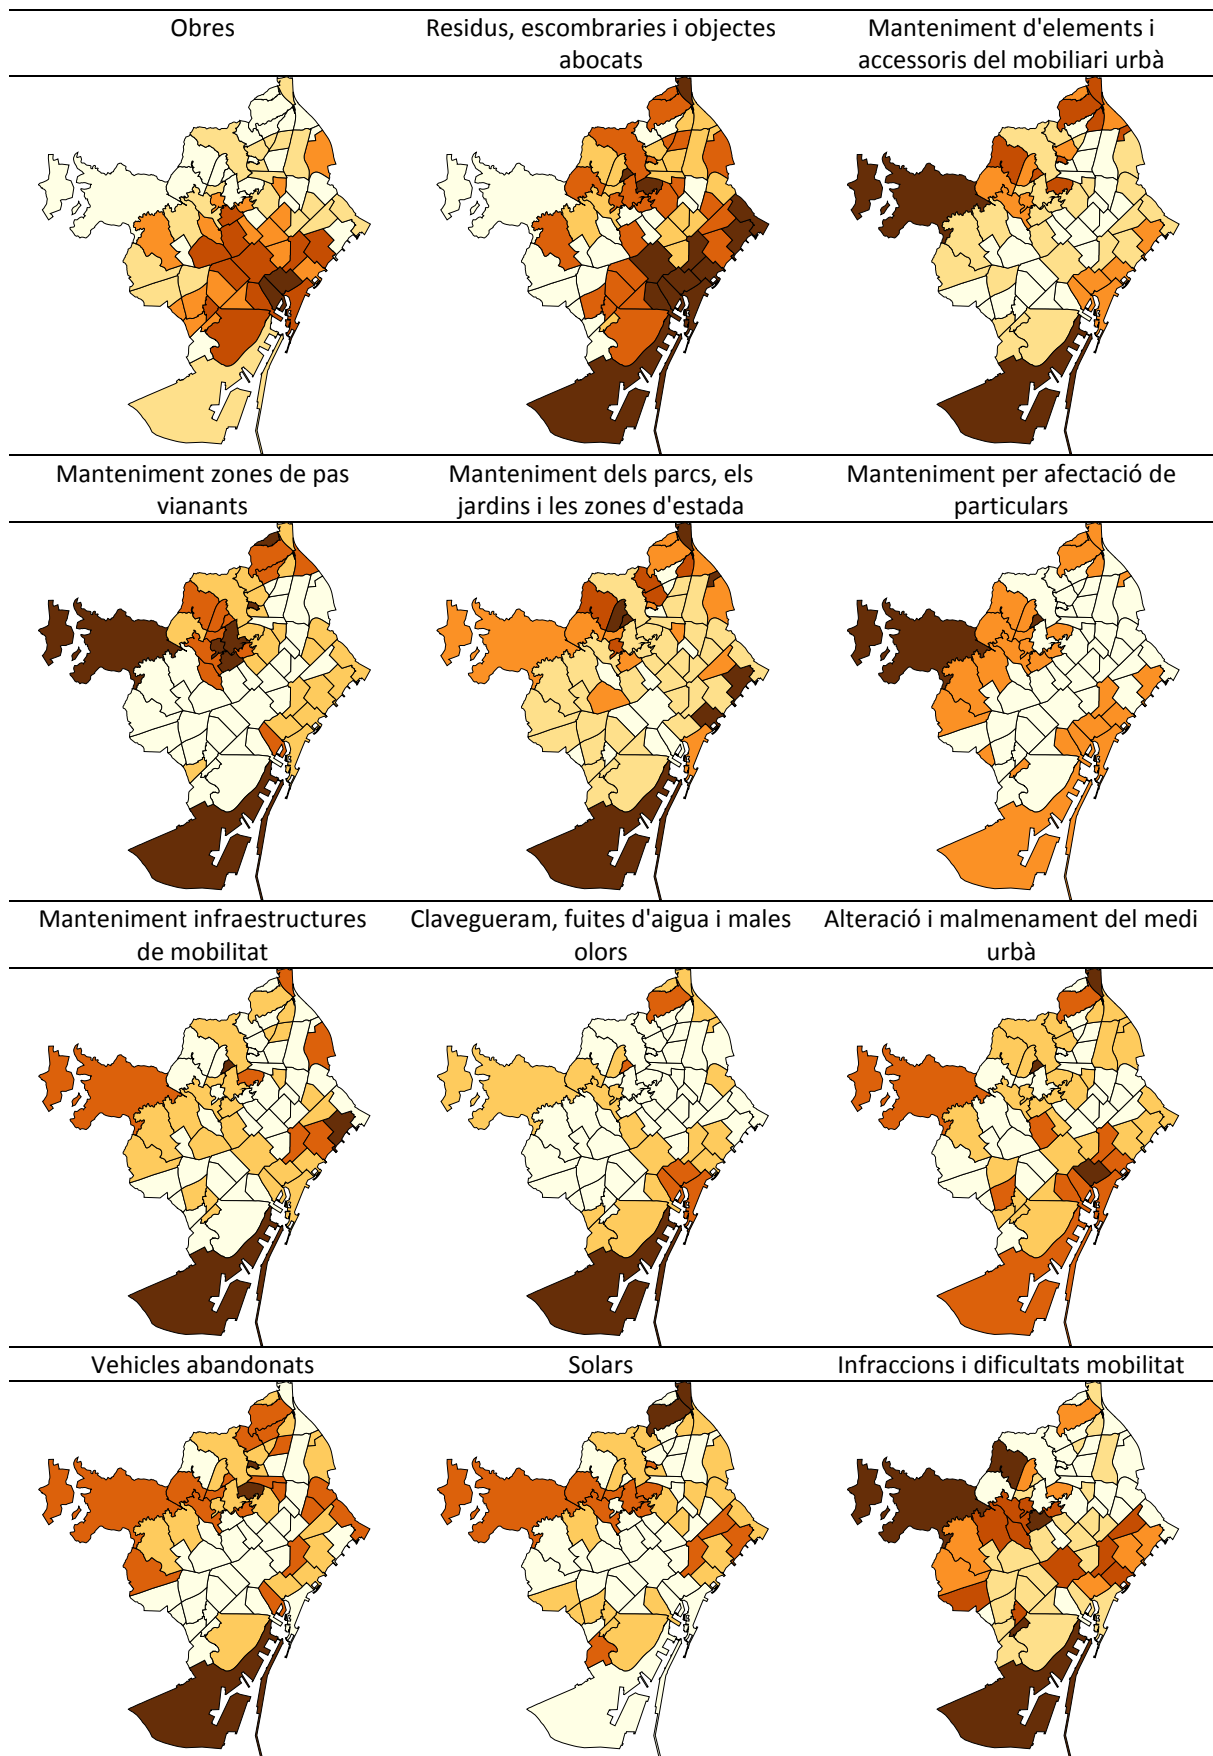 Obres
Residus, escombraries i objectes
abocats
Manteniment d'elements i
accessoris del mobiliari urbà
Manteniment zones de pas
vianants
Manteniment dels parcs, els
jardins i les zones d'estada
Manteniment per afectació de
particulars
Manteniment infraestructures
de mobilitat
Clavegueram, fuites d'aigua i males
olors
Alteració i malmenament del medi
urbà
Vehicles abandonats
Solars
Infraccions i dificultats mobilitat